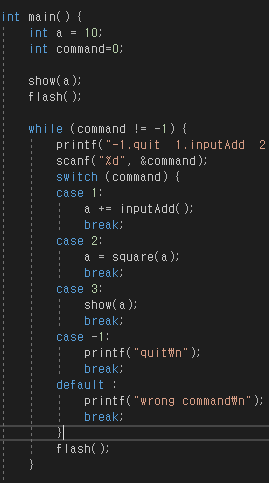 int main() {
    int a = 10;
    int command=0;

    show(a);
    flash();

    while (command != -1) {
        printf("-1.quit  1.inputAdd  2
        scanf("%d", &command);
        switch (command) {
        case 1:
            a += inputAdd();
        case 2:
            a = square(a);
            break;
        case 3:
            show(a);
            break;
        case -1:
            printf("quit₩n");
            break;
        default :
            printf("wrong command₩n");
            break;
        }
        flash();
    }